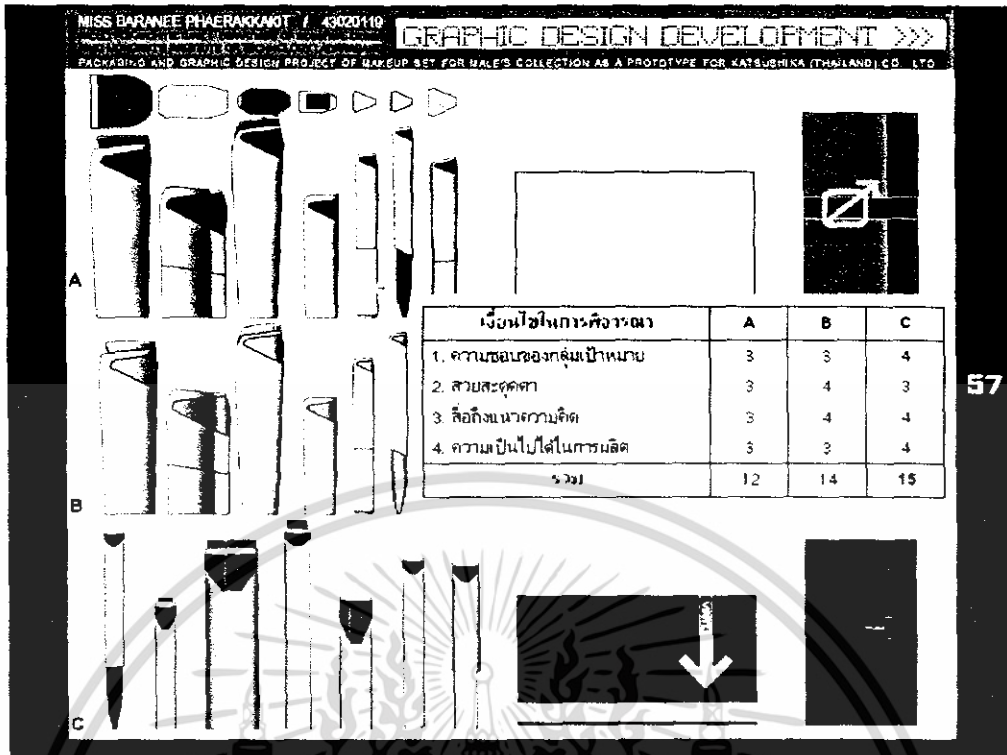 MISS BARANEE PHAERAKKAKIT / 43020119
GRAPHIC DESIGN DEVELOPMENT >>>
PACKAGING AND GRAPHIC DESIGN PROJECT OF MAKEUP SET FOR MALE'S COLLECTION AS A PROTOTYPE FOR KATSUSHIKA (THAILAND) CO., LTD
A
เงื่อนไขในการพิจารณา A B C
1. ความชอบของกลุ่มเป้าหมาย 3 3 4
2. สวยสะดุดตา 3 4 3
3. สื่อถึงแนวความคิด 3 4 4
4. ความเป็นไปได้ในการผลิต 3 3 4
รวม 12 14 15
57
B
C